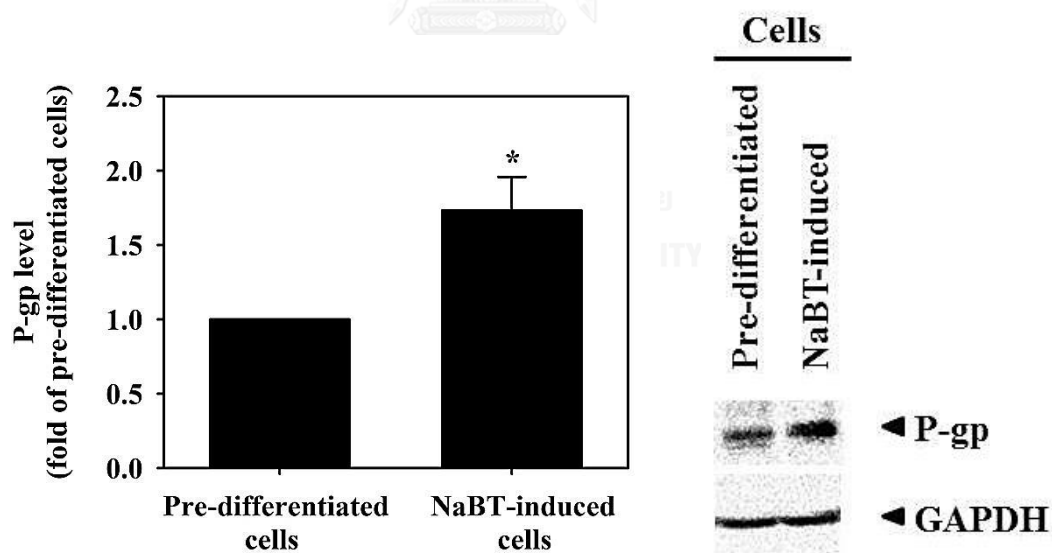 Cells
Pre-differentiated
NaBT-induced
P-gp level
(fold of pre-differentiated cells)
2.5
2.0
1.5
1.0
0.5
0.0
*
Pre-differentiated
cells
NaBT-induced
cells
ITY
◄ P-gp
◄ GAPDH